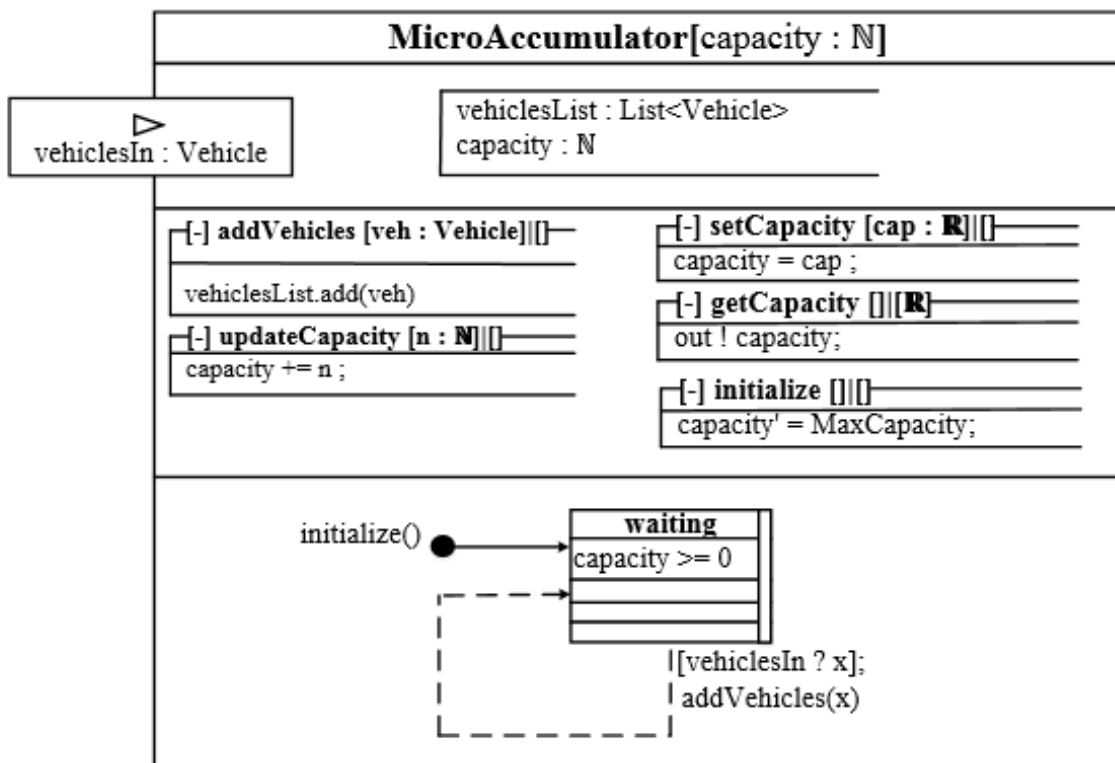 MicroAccumulator[capacity : ℕ]
vehiclesIn : Vehicle
vehiclesList : List<Vehicle>
capacity : ℕ
[-] addVehicles [veh : Vehicle]|[]
vehiclesList.add(veh)
[-] updateCapacity [n : ℕ]|[]
capacity += n ;
[-] setCapacity [cap : ℝ]|[]
capacity = cap ;
[-] getCapacity []|[ℝ]
out ! capacity;
[-] initialize []|[]
capacity' = MaxCapacity;
initialize()
waiting
capacity >= 0
[vehiclesIn ? x];
addVehicles(x)